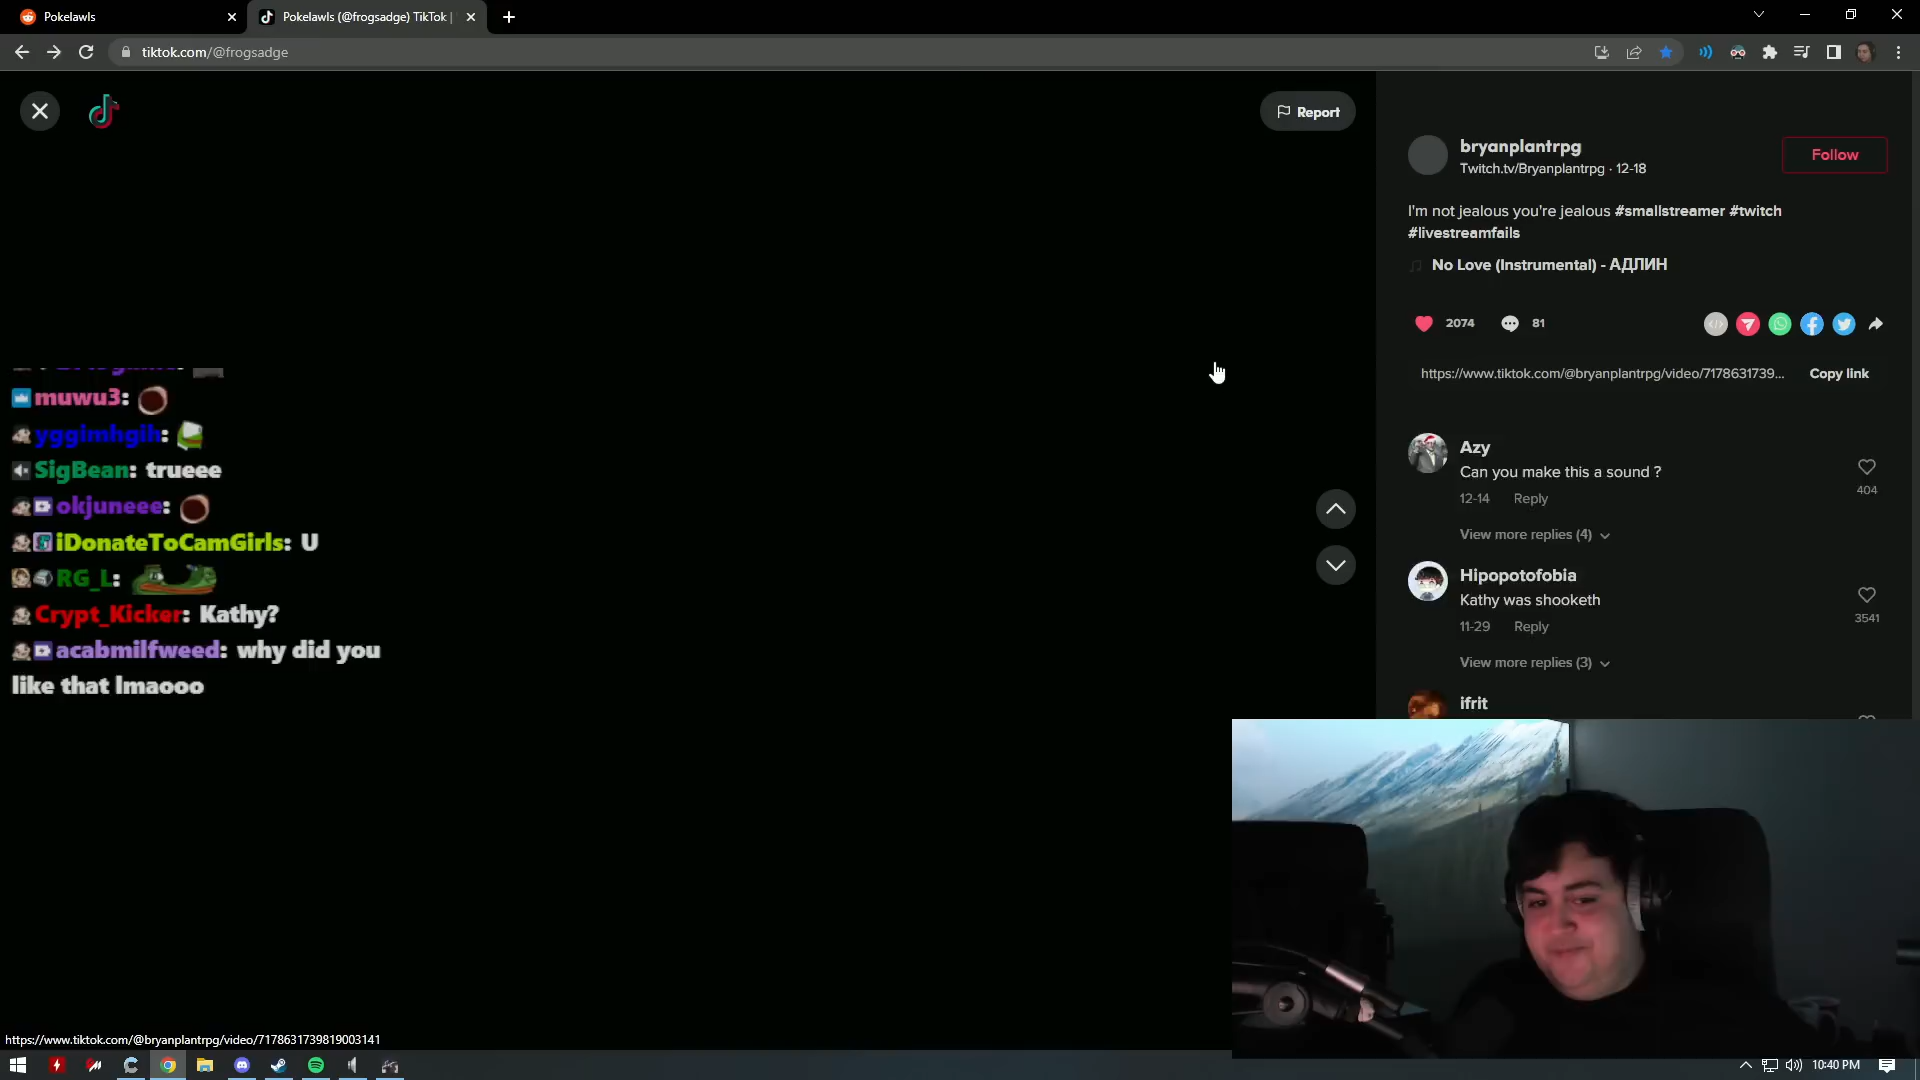 Pokelawls
Pokelawls (@frogsadge) TikTok |
tiktok.com/@frogsadge
Report
bryanplantrpg
Twitch.tv/Bryanplantrpg · 12-18
Follow
I'm not jealous you're jealous #smallstreamer #twitch
#livestreamfails
No Love (Instrumental) - АДЛИН
2074
81
https://www.tiktok.com/@bryanplantrpg/video/7178631739...
Copy link
muwu3:
yggimhgih:
SigBean: trueee
okjuneee:
iDonateToCamGirls: U
RG_L:
Crypt_Kicker: Kathy?
acabmilfweed: why did you
like that lmaooo
Azy
Can you make this a sound ?
12-14 Reply
404
View more replies (4)
Hipopotofobia
Kathy was shooketh
11-29 Reply
3541
View more replies (3)
ifrit
https://www.tiktok.com/@bryanplantrpg/video/7178631739819003141
10:40 PM